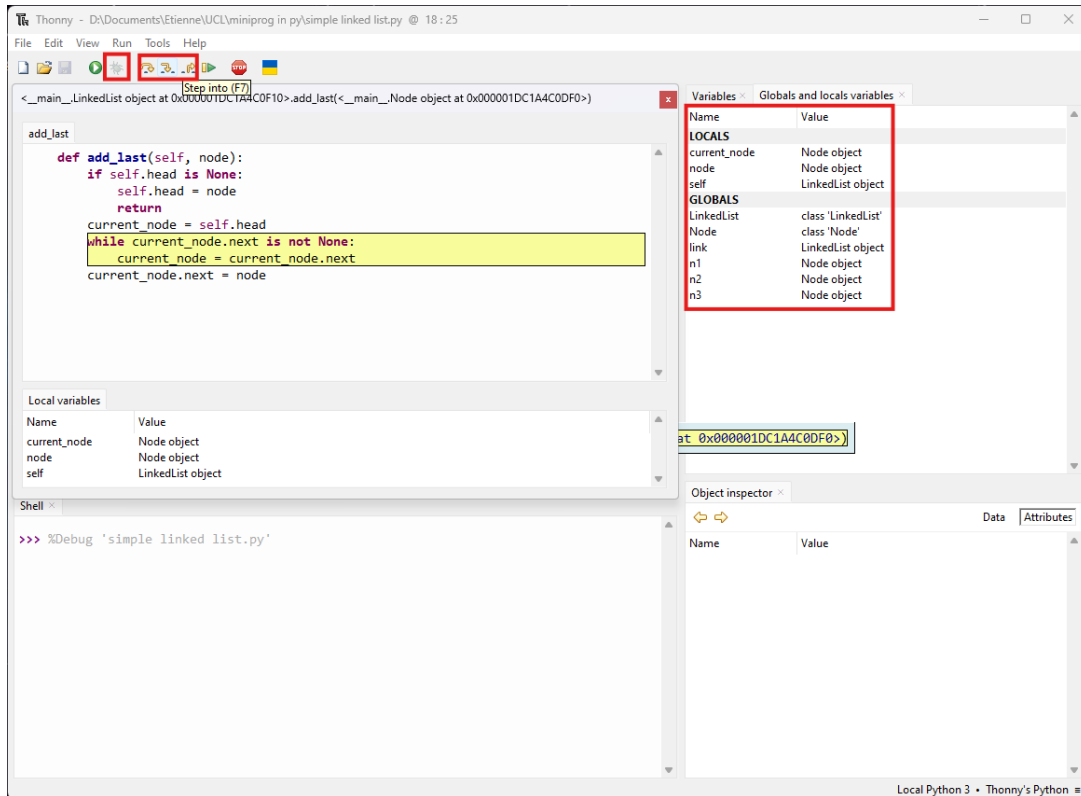 Thonny - D:\Documents\Etienne\UCL\miniprog in py\simple linked list.py @ 18 : 25
File Edit View Run Tools Help
STOP
Step into (F7)
<__main__.LinkedList object at 0x000001DC1A4C0F10>.add_last(<__main__.Node object at 0x000001DC1A4C0DF0>)
add_last
def add_last(self, node):
if self.head is None:
self.head = node
return
current_node = self.head
while current_node.next is not None:
current_node = current_node.next
current_node.next = node
Local variables
Name Value
current_node Node object
node Node object
self LinkedList object
Variables Globals and locals variables
Name Value
LOCALS
current_node Node object
node Node object
self LinkedList object
GLOBALS
LinkedList class 'LinkedList'
Node class 'Node'
link LinkedList object
n1 Node object
n2 Node object
n3 Node object
at 0x000001DC1A4C0DF0>)
Shell
>>> %Debug 'simple linked list.py'
Object inspector
Data Attributes
Name Value
Local Python 3 • Thonny's Python ≡